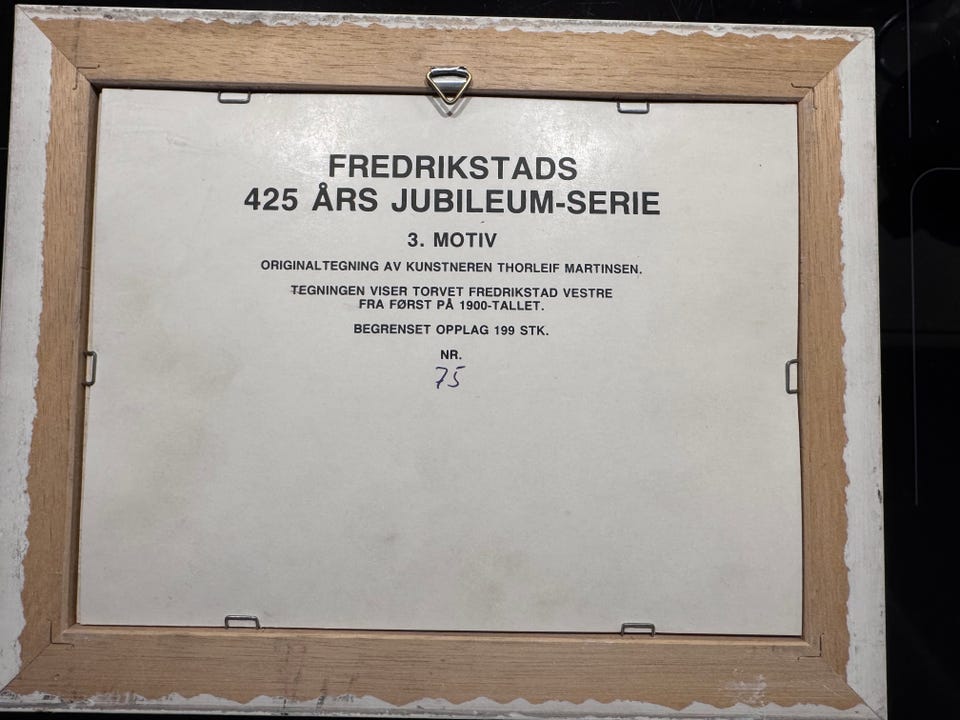 FREDRIKSTADS
425 ÅRS JUBILEUM-SERIE
3. MOTIV
ORIGINALTEGNING AV KUNSTNEREN THORLEIF MARTINSEN.
TEGNINGEN VISER TORVET FREDRIKSTAD VESTRE
FRA FØRST PÅ 1900-TALLET.
BEGRENSET OPPLAG 199 STK.
NR.
75